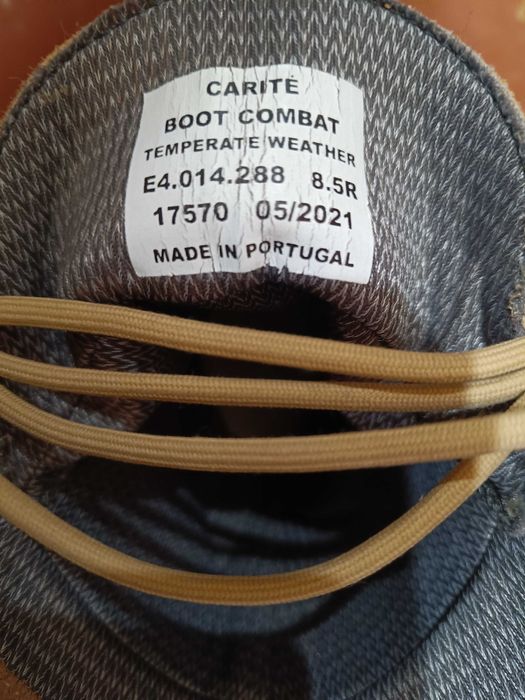 CARITÉ
BOOT COMBAT
TEMPERATE WEATHER
E4.014.288 8.5R
17570 05/2021
MADE IN PORTUGAL